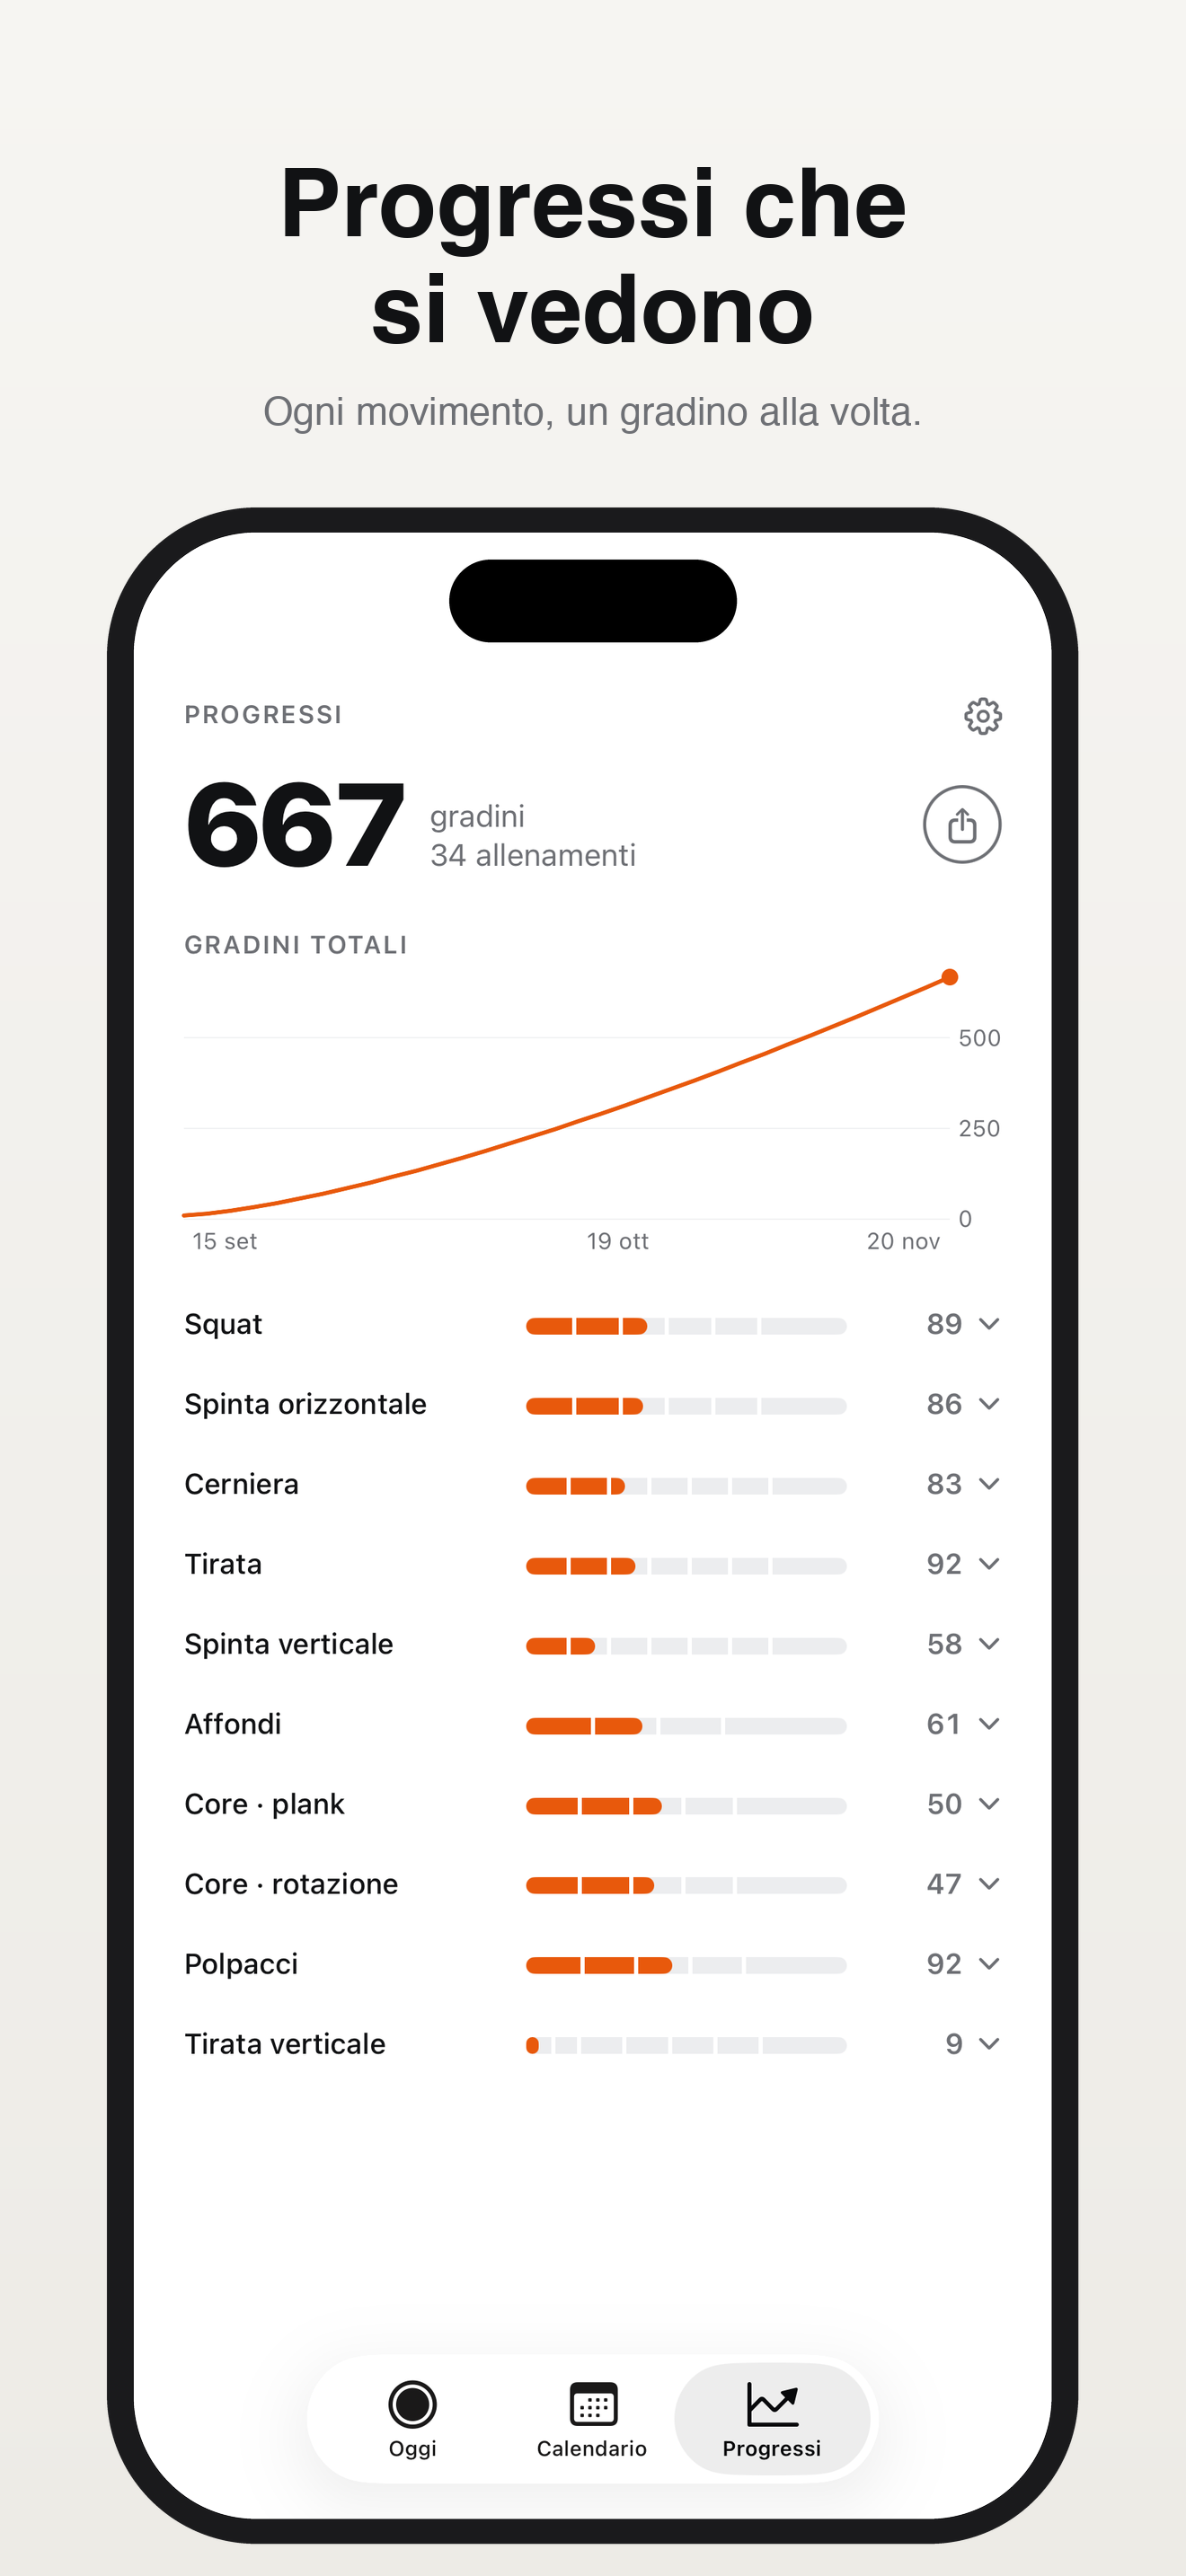 Progressi che
si vedono
Ogni movimento, un gradino alla volta.
PROGRESSI
667
gradini
34 allenamenti
GRADINI TOTALI
500
250
0
15 set
19 ott
20 nov
Squat 89
Spinta orizzontale 86
Cerniera 83
Tirata 92
Spinta verticale 58
Affondi 61
Core · plank 50
Core · rotazione 47
Polpacci 92
Tirata verticale 9
Oggi
Calendario
Progressi